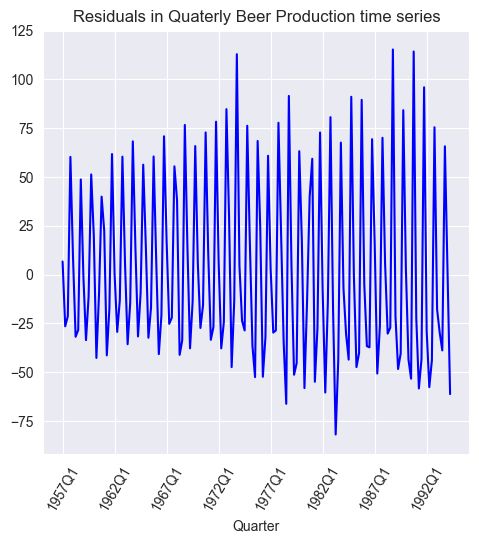 Residuals in Quaterly Beer Production time series
125
100
75
50
25
0
−25
−50
−75
1957Q1
1962Q1
1967Q1
1972Q1
1977Q1
1982Q1
1987Q1
1992Q1
Quarter